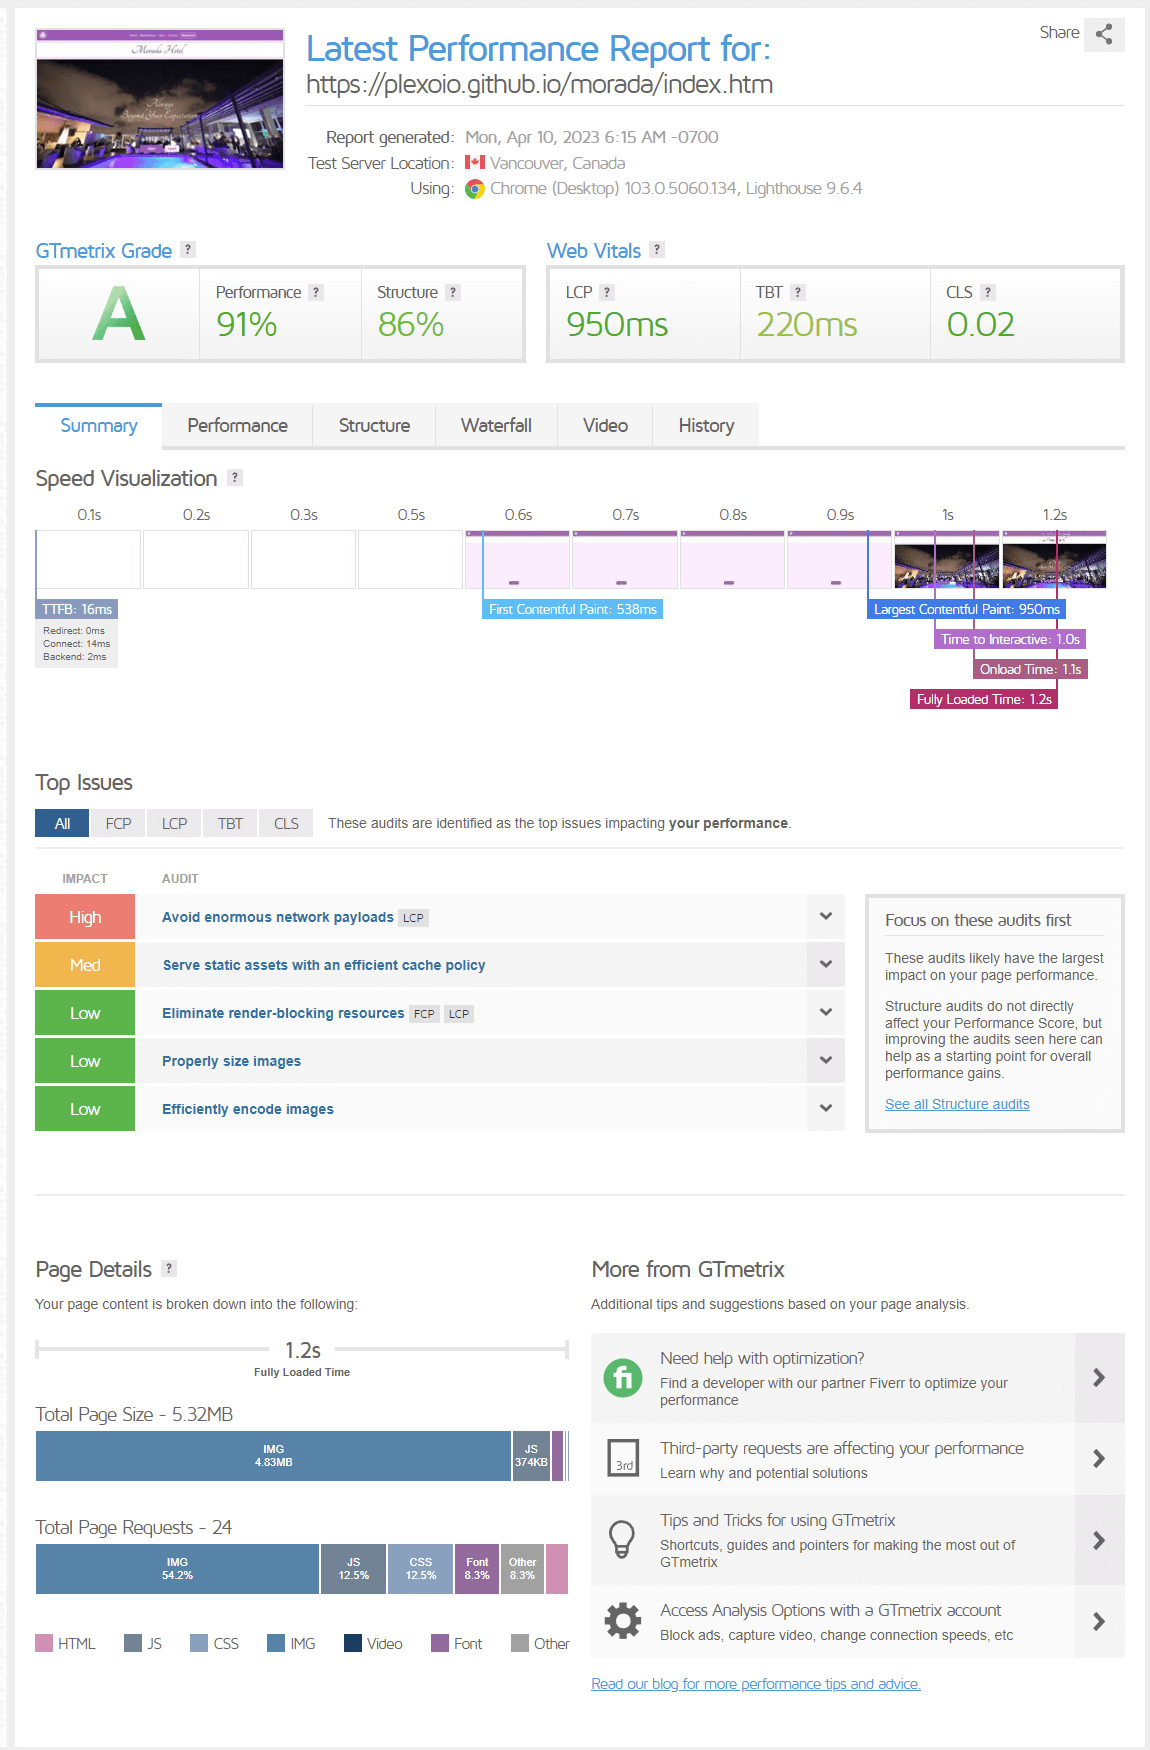 Morada Hotel
Always
Beyond Your Expectations
Latest Performance Report for:
https://plexoio.github.io/morada/index.htm
Share
Report generated: Mon, Apr 10, 2023 6:15 AM -0700
Test Server Location: Vancouver, Canada
Using: Chrome (Desktop) 103.0.5060.134, Lighthouse 9.6.4
GTmetrix Grade ?
A
Performance ?
91%
Structure ?
86%
Web Vitals ?
LCP ?
950ms
TBT ?
220ms
CLS ?
0.02
Summary Performance Structure Waterfall Video History
Speed Visualization ?
0.1s 0.2s 0.3s 0.5s 0.6s 0.7s 0.8s 0.9s 1s 1.2s
TTFB: 16ms
Redirect: 0ms
Connect: 14ms
Backend: 2ms
First Contentful Paint: 538ms
Largest Contentful Paint: 950ms
Time to Interactive: 1.0s
Onload Time: 1.1s
Fully Loaded Time: 1.2s
Top Issues
All FCP LCP TBT CLS These audits are identified as the top issues impacting your performance.
IMPACT AUDIT
High Avoid enormous network payloads LCP
Med Serve static assets with an efficient cache policy
Low Eliminate render-blocking resources FCP LCP
Low Properly size images
Low Efficiently encode images
Focus on these audits first
These audits likely have the largest
impact on your page performance.
Structure audits do not directly
affect your Performance Score, but
improving the audits seen here can
help as a starting point for overall
performance gains.
See all Structure audits
Page Details ?
Your page content is broken down into the following:
1.2s
Fully Loaded Time
Total Page Size - 5.32MB
IMG
4.83MB
JS
374KB
Total Page Requests - 24
IMG
54.2%
JS
12.5%
CSS
12.5%
Font
8.3%
Other
8.3%
HTML JS CSS IMG Video Font Other
More from GTmetrix
Additional tips and suggestions based on your page analysis.
fi
Need help with optimization?
Find a developer with our partner Fiverr to optimize your
performance
3rd
Third-party requests are affecting your performance
Learn why and potential solutions
Tips and Tricks for using GTmetrix
Shortcuts, guides and pointers for making the most out of
GTmetrix
Access Analysis Options with a GTmetrix account
Block ads, capture video, change connection speeds, etc
Read our blog for more performance tips and advice.